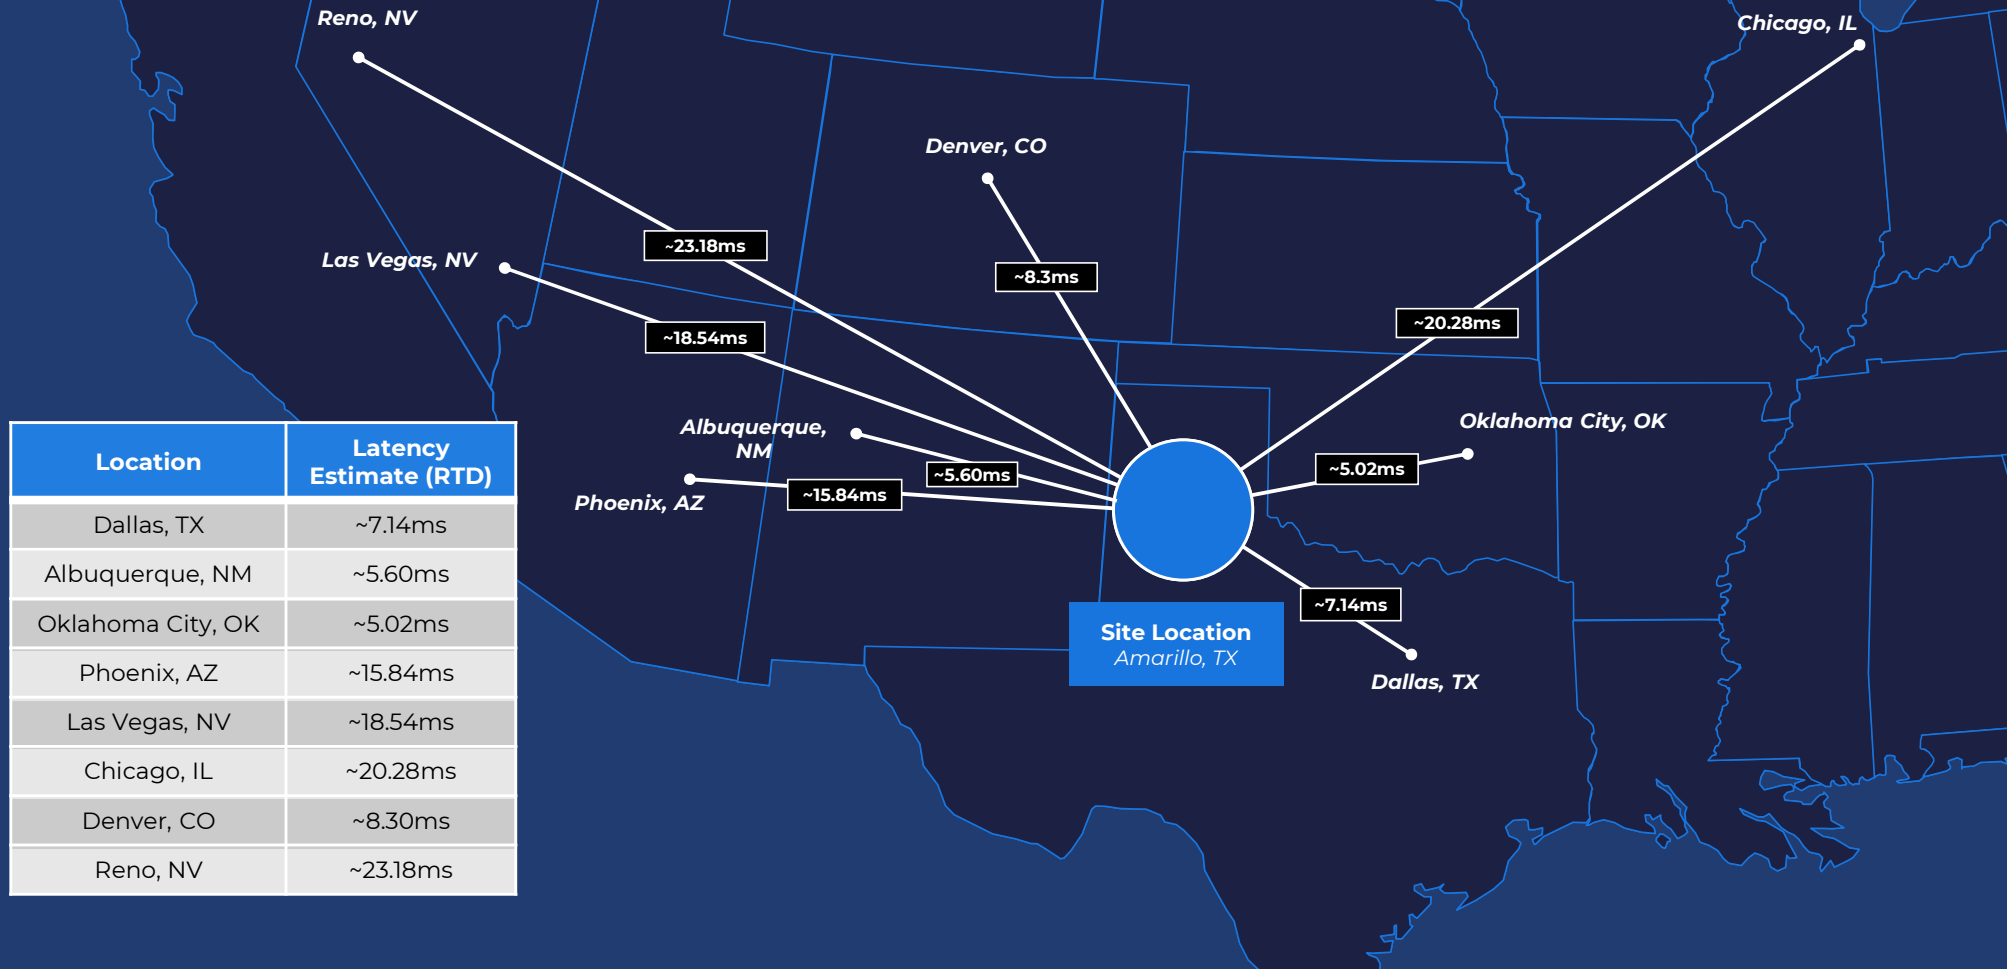 Reno, NV
Chicago, IL
Denver, CO
~23.18ms
Las Vegas, NV
~8.3ms
~18.54ms
~20.28ms
Albuquerque,
NM
Oklahoma City, OK
~5.60ms
~5.02ms
Phoenix, AZ
~15.84ms
~7.14ms
Site Location
Amarillo, TX
Dallas, TX
Location Latency
Estimate (RTD)
Dallas, TX ~7.14ms
Albuquerque, NM ~5.60ms
Oklahoma City, OK ~5.02ms
Phoenix, AZ ~15.84ms
Las Vegas, NV ~18.54ms
Chicago, IL ~20.28ms
Denver, CO ~8.30ms
Reno, NV ~23.18ms